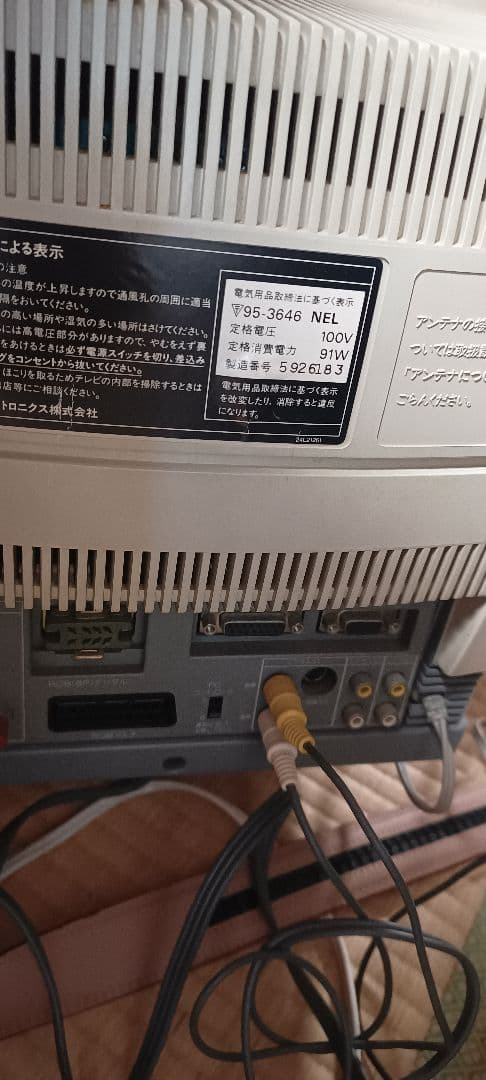 による表示
の注意
の温度が上昇しますので通風孔の周囲に適当
隔をおいてください。
の高い場所や湿気の多い場所はさけてください。
には高電圧部分がありますので、やむをえず裏
をあけるときは必ず電源スイッチを切り、差込み
グをコンセントから抜いてください。
ほこりを取るためテレビの内部を掃除するときは
店等にご相談ください。
トロニクス株式会社
電気用品取締法に基づく表示
95-3646 NEL
定格電圧 100V
定格消費電力 91W
製造番号 5926183
電気用品取締法に基づく表示
を改変したり、消除すると違反
になります。
24L21261
アンテナの接
ついては取扱説
「アンテナについ
ごらんください。